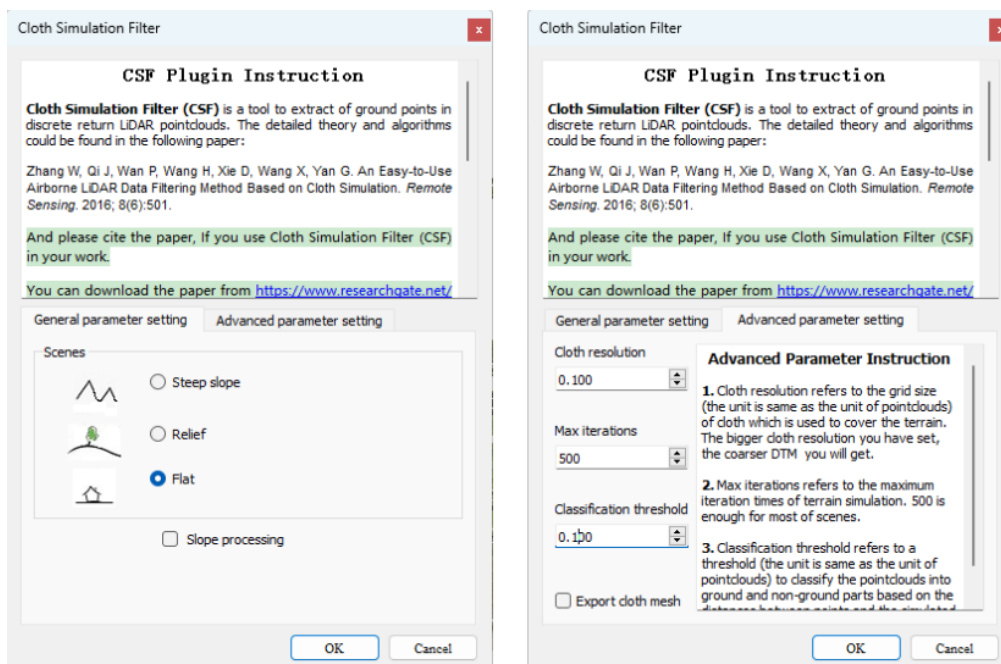 Cloth Simulation Filter
x
CSF Plugin Instruction
Cloth Simulation Filter (CSF) is a tool to extract of ground points in
discrete return LiDAR pointclouds. The detailed theory and algorithms
could be found in the following paper:
Zhang W, Qi J, Wan P, Wang H, Xie D, Wang X, Yan G. An Easy-to-Use
Airborne LiDAR Data Filtering Method Based on Cloth Simulation. Remote
Sensing. 2016; 8(6):501.
And please cite the paper, If you use Cloth Simulation Filter (CSF)
in your work.
You can download the paper from https://www.researchgate.net/
General parameter setting
Advanced parameter setting
Scenes
Steep slope
Relief
Flat
Slope processing
OK
Cancel
Cloth Simulation Filter
x
CSF Plugin Instruction
Cloth Simulation Filter (CSF) is a tool to extract of ground points in
discrete return LiDAR pointclouds. The detailed theory and algorithms
could be found in the following paper:
Zhang W, Qi J, Wan P, Wang H, Xie D, Wang X, Yan G. An Easy-to-Use
Airborne LiDAR Data Filtering Method Based on Cloth Simulation. Remote
Sensing. 2016; 8(6):501.
And please cite the paper, If you use Cloth Simulation Filter (CSF)
in your work.
You can download the paper from https://www.researchgate.net/
General parameter setting
Advanced parameter setting
Cloth resolution
0.100
Max iterations
500
Classification threshold
0.100
Export cloth mesh
Advanced Parameter Instruction
1. Cloth resolution refers to the grid size
(the unit is same as the unit of pointclouds)
of cloth which is used to cover the terrain.
The bigger cloth resolution you have set,
the coarser DTM you will get.
2. Max iterations refers to the maximum
iteration times of terrain simulation. 500 is
enough for most of scenes.
3. Classification threshold refers to a
threshold (the unit is same as the unit of
pointclouds) to classify the pointclouds into
ground and non-ground parts based on the
distances between points and the simulated
OK
Cancel